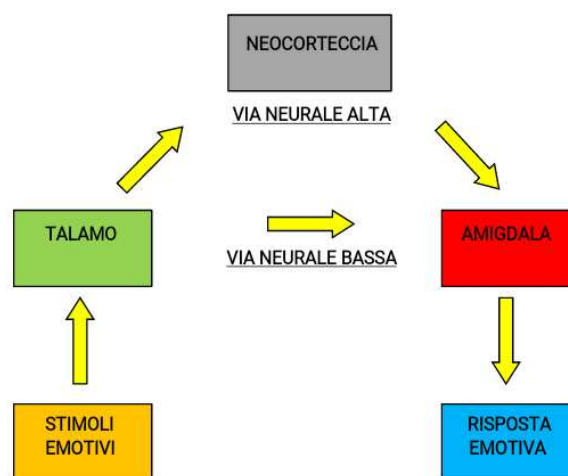 NEOCORTECCIA
VIA NEURALE ALTA
TALAMO
VIA NEURALE BASSA
AMIGDALA
STIMOLI
EMOTIVI
RISPOSTA
EMOTIVA